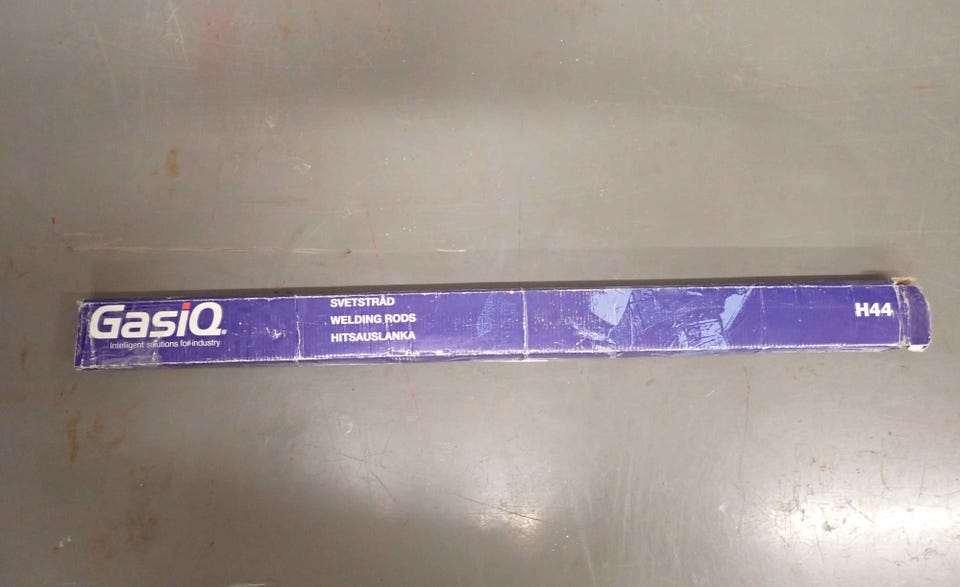 GasiQ®
Intelligent solutions for industry
SVETSTRÅD
WELDING RODS
HITSAUSLANKA
H44